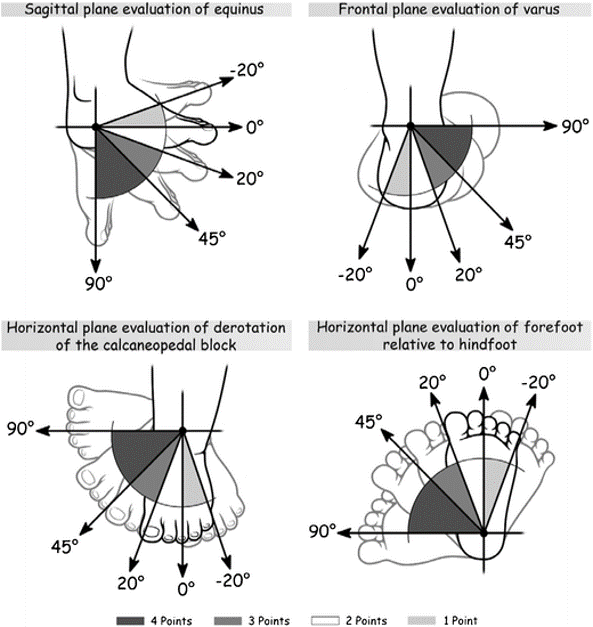 Sagittal plane evaluation of equinus
-20°
0°
20°
45°
90°
Frontal plane evaluation of varus
90°
45°
20°
0°
-20°
Horizontal plane evaluation of derotation
of the calcaneopedal block
90°
45°
20°
0°
-20°
Horizontal plane evaluation of forefoot
relative to hindfoot
0°
20°
-20°
45°
90°
4 Points 3 Points 2 Points 1 Point